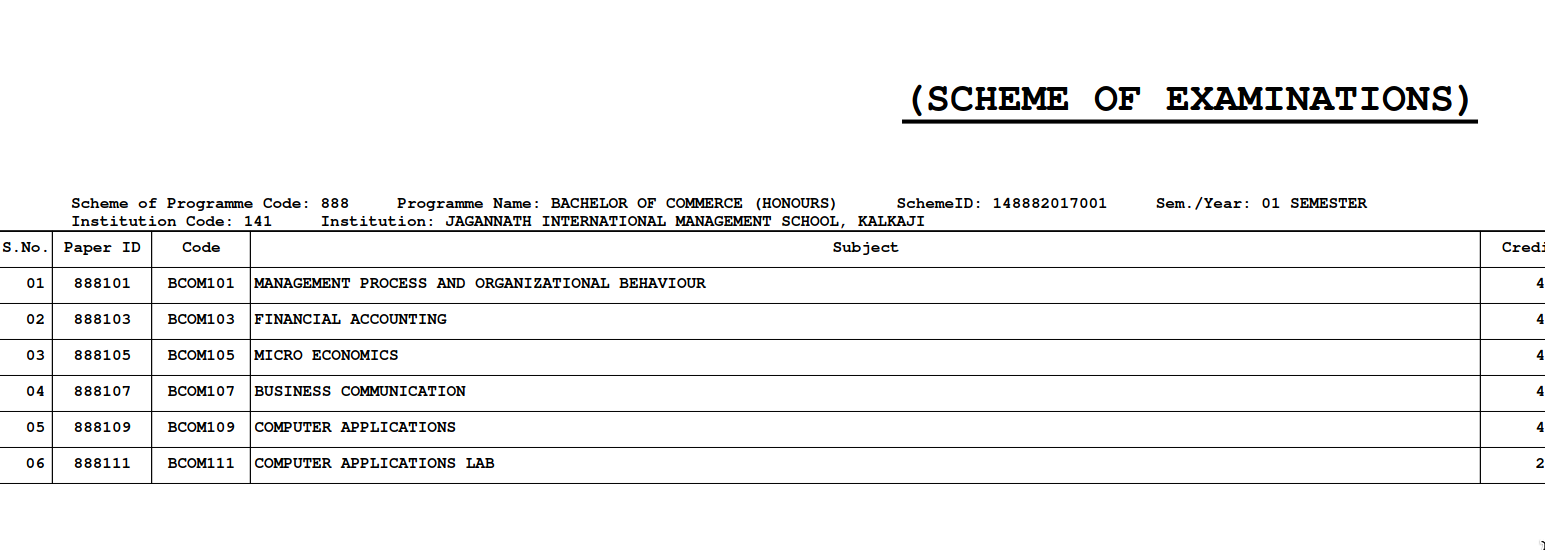 (SCHEME OF EXAMINATIONS)
Scheme of Programme Code: 888 Programme Name: BACHELOR OF COMMERCE (HONOURS) SchemeID: 148882017001 Sem./Year: 01 SEMESTER
Institution Code: 141 Institution: JAGANNATH INTERNATIONAL MANAGEMENT SCHOOL, KALKAJI
S.No. Paper ID Code Subject Credi
01 888101 BCOM101 MANAGEMENT PROCESS AND ORGANIZATIONAL BEHAVIOUR 4
02 888103 BCOM103 FINANCIAL ACCOUNTING 4
03 888105 BCOM105 MICRO ECONOMICS 4
04 888107 BCOM107 BUSINESS COMMUNICATION 4
05 888109 BCOM109 COMPUTER APPLICATIONS 4
06 888111 BCOM111 COMPUTER APPLICATIONS LAB 2